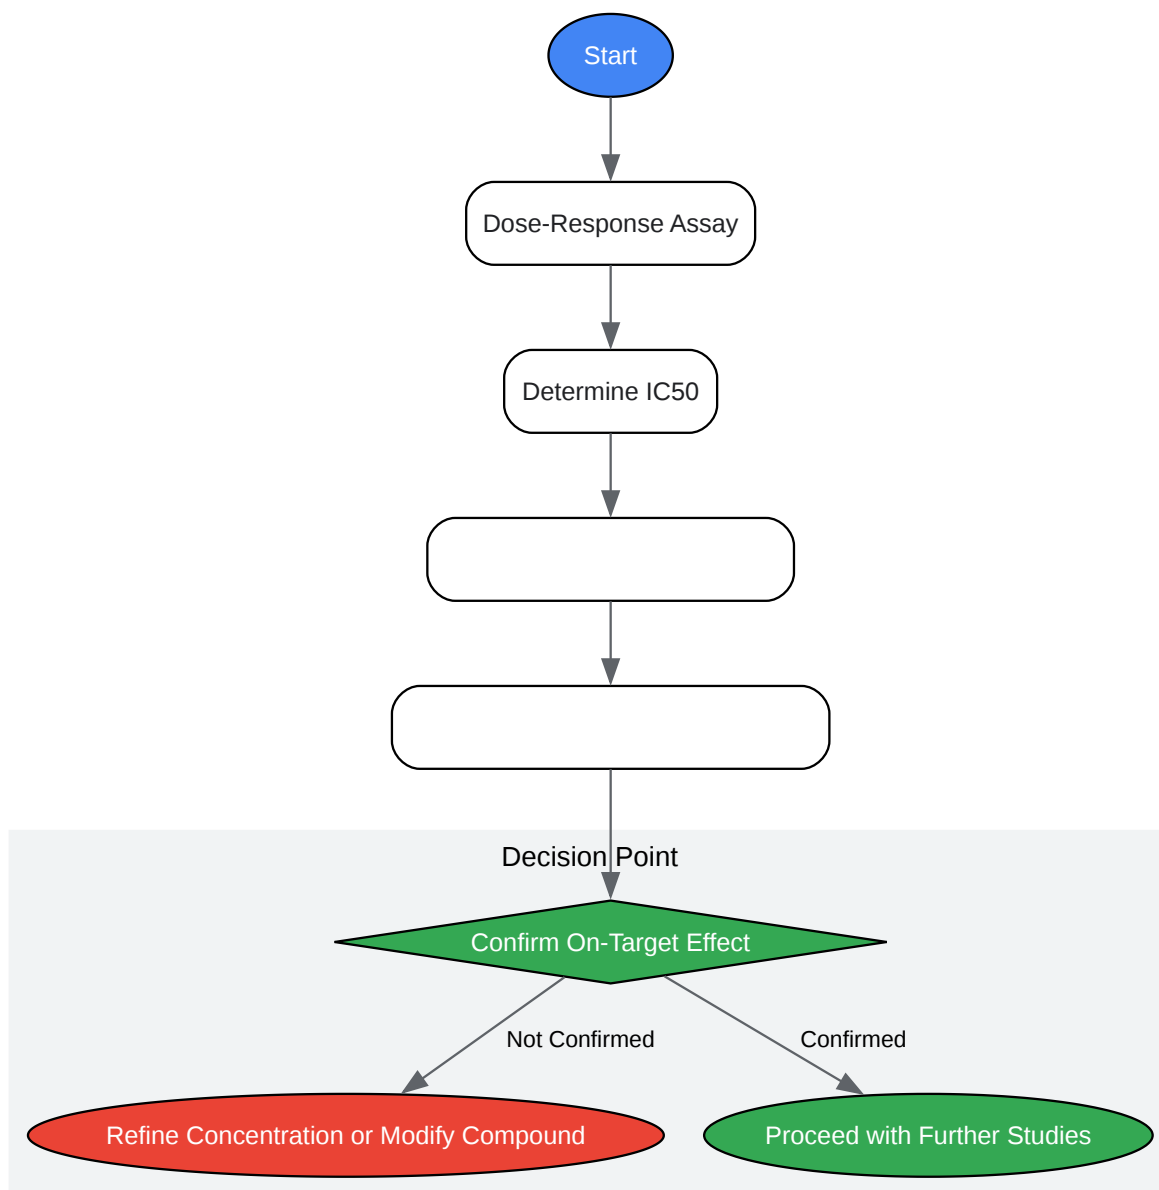 Start
Dose-Response Assay
Determine IC50
Decision Point
Confirm On-Target Effect
Not Confirmed
Confirmed
Refine Concentration or Modify Compound
Proceed with Further Studies